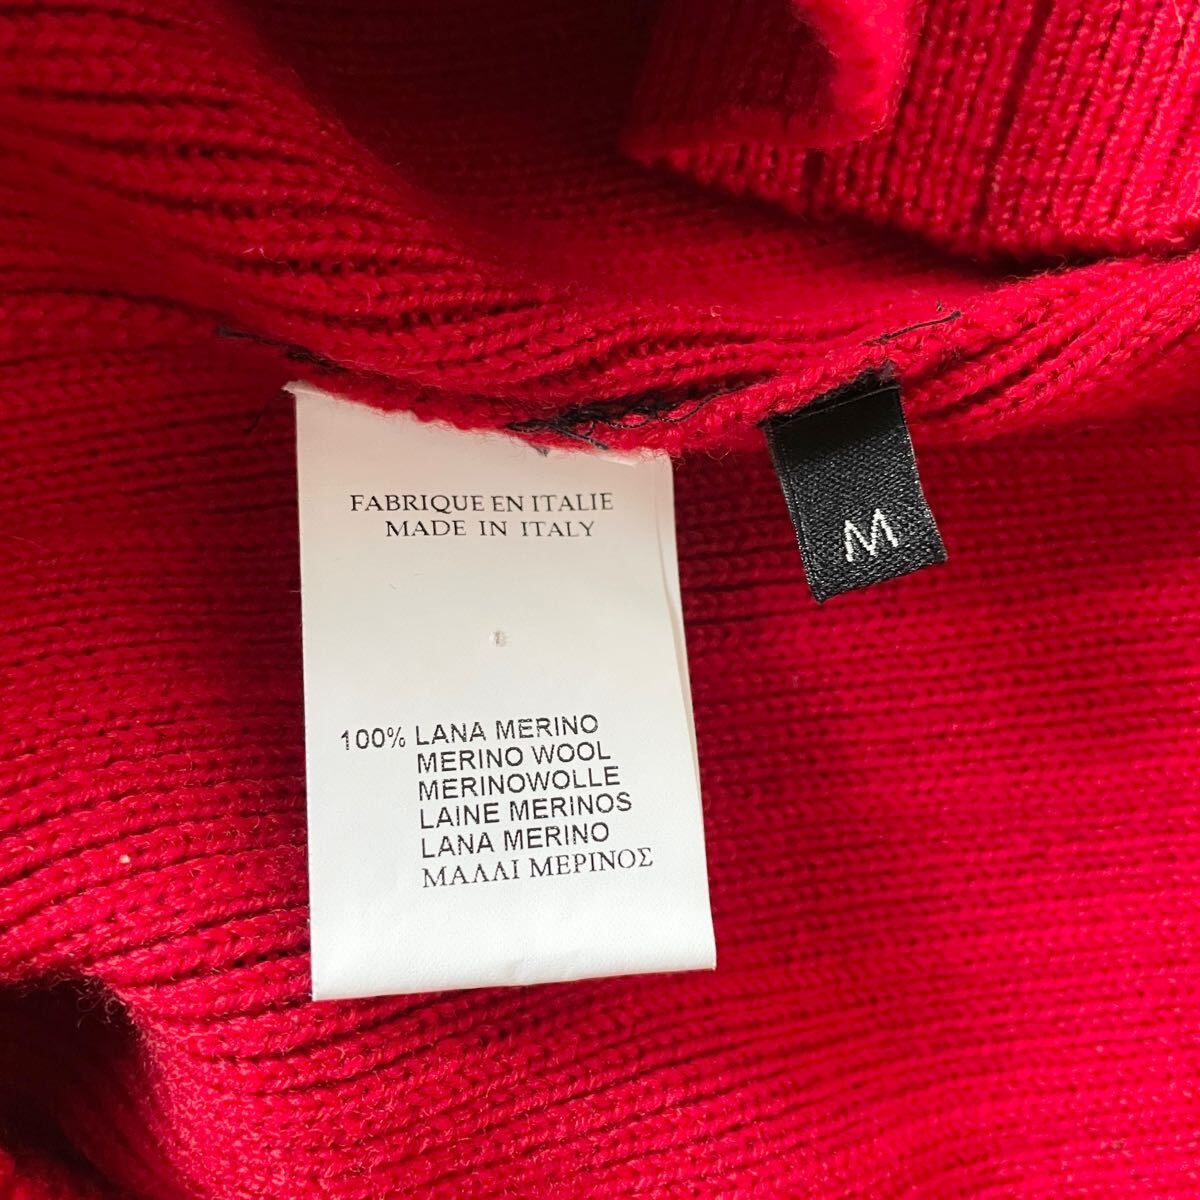 FABRIQUE EN ITALIE
MADE IN ITALY
100% LANA MERINO
MERINO WOOL
MERINOWOLLE
LAINE MERINOS
LANA MERINO
ΜΑΛΛΙ ΜΕΡΙΝΟΣ
M